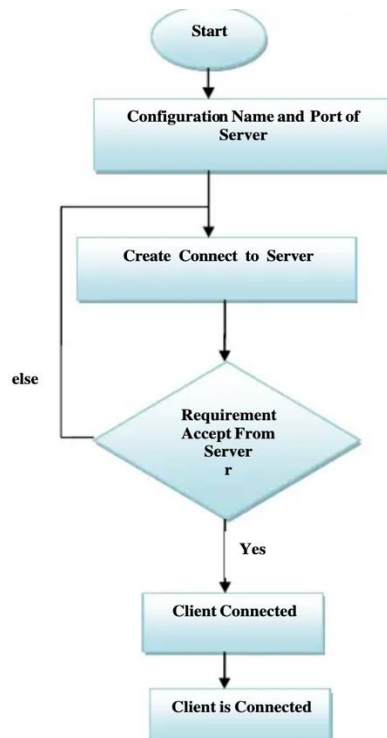 Start
Configuration Name and Port of
Server
Create Connect to Server
else
Requirement
Accept From
Server
r
Yes
Client Connected
Client is Connected